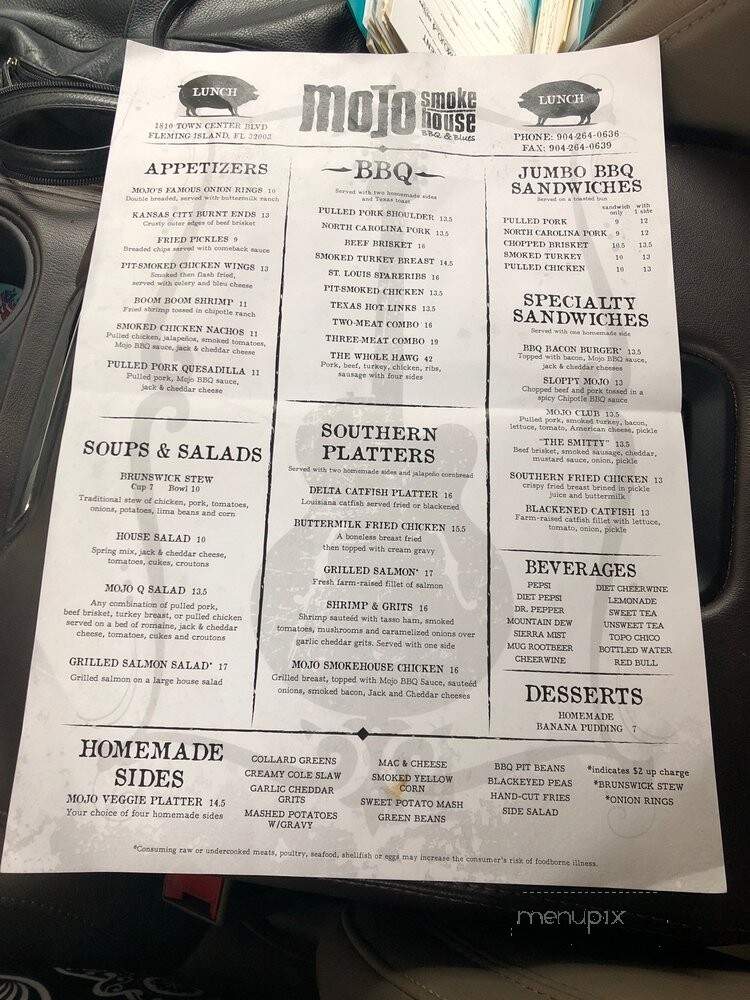 LUNCH
1810 TOWN CENTER BLVD
FLEMING ISLAND, FL 32003
mojo smoke house
BBQ & Blues
LUNCH
PHONE: 904-264-0636
FAX: 904-264-0639
APPETIZERS
MOJO'S FAMOUS ONION RINGS 10
Double breaded, served with buttermilk ranch
KANSAS CITY BURNT ENDS 13
Crusty outer edges of beef brisket
FRIED PICKLES 9
Breaded chips served with comeback sauce
PIT-SMOKED CHICKEN WINGS 13
Smoked then flash fried,
served with celery and bleu cheese
BOOM BOOM SHRIMP 11
Fried shrimp tossed in chipotle ranch
SMOKED CHICKEN NACHOS 11
Pulled chicken, jalapeños, smoked tomatoes,
Mojo BBQ sauce, jack & cheddar cheese
PULLED PORK QUESADILLA 11
Pulled pork, Mojo BBQ sauce,
jack & cheddar cheese
SOUPS & SALADS
BRUNSWICK STEW
Cup 7 Bowl 10
Traditional stew of chicken, pork, tomatoes,
onions, potatoes, lima beans and corn
HOUSE SALAD 10
Spring mix, jack & cheddar cheese,
tomatoes, cukes, croutons
MOJO Q SALAD 13.5
Any combination of pulled pork,
beef brisket, turkey breast, or pulled chicken
served on a bed of romaine, jack & cheddar
cheese, tomatoes, cukes and croutons
GRILLED SALMON SALAD* 17
Grilled salmon on a large house salad
BBQ
Served with two homemade sides
and Texas toast
PULLED PORK SHOULDER 13.5
NORTH CAROLINA PORK 13.5
BEEF BRISKET 16
SMOKED TURKEY BREAST 14.5
ST. LOUIS SPARERIBS 16
PIT-SMOKED CHICKEN 13.5
TEXAS HOT LINKS 13.5
TWO-MEAT COMBO 16
THREE-MEAT COMBO 19
THE WHOLE HAWG 42
Pork, beef, turkey, chicken, ribs,
sausage with four sides
SOUTHERN
PLATTERS
Served with two homemade sides and jalapeño cornbread
DELTA CATFISH PLATTER 16
Louisiana catfish served fried or blackened
BUTTERMILK FRIED CHICKEN 15.5
A boneless breast fried
then topped with cream gravy
GRILLED SALMON* 17
Fresh farm-raised fillet of salmon
SHRIMP & GRITS 16
Shrimp sauteéd with tasso ham, smoked
tomatoes, mushrooms and caramelized onions over
garlic cheddar grits. Served with one side
MOJO SMOKEHOUSE CHICKEN 16
Grilled breast, topped with Mojo BBQ Sauce, sauteéd
onions, smoked bacon, Jack and Cheddar cheeses
JUMBO BBQ
SANDWICHES
Served on a toasted bun
sandwich only with 1 side
PULLED PORK 9 12
NORTH CAROLINA PORK 9 12
CHOPPED BRISKET 10.5 13.5
SMOKED TURKEY 10 13
PULLED CHICKEN 10 13
SPECIALTY
SANDWICHES
Served with one homemade side
BBQ BACON BURGER* 13.5
Topped with bacon, Mojo BBQ sauce,
jack & cheddar cheeses
SLOPPY MOJO 13
Chopped beef and pork tossed in a
spicy Chipotle BBQ sauce
MOJO CLUB 13.5
Pulled pork, smoked turkey, bacon,
lettuce, tomato, American cheese, pickle
"THE SMITTY" 13.5
Beef brisket, smoked sausage, cheddar,
mustard sauce, onion, pickle
SOUTHERN FRIED CHICKEN 13
crispy fried breast brined in pickle
juice and buttermilk
BLACKENED CATFISH 13
Farm-raised catfish fillet with lettuce,
tomato, onion, pickle
BEVERAGES
PEPSI
DIET PEPSI
DR. PEPPER
MOUNTAIN DEW
SIERRA MIST
MUG ROOTBEER
CHEERWINE
DIET CHEERWINE
LEMONADE
SWEET TEA
UNSWEET TEA
TOPO CHICO
BOTTLED WATER
RED BULL
DESSERTS
HOMEMADE
BANANA PUDDING 7
HOMEMADE
SIDES
MOJO VEGGIE PLATTER 14.5
Your choice of four homemade sides
COLLARD GREENS
CREAMY COLE SLAW
GARLIC CHEDDAR
GRITS
MASHED POTATOES
W/GRAVY
MAC & CHEESE
SMOKED YELLOW
CORN
SWEET POTATO MASH
GREEN BEANS
BBQ PIT BEANS
BLACKEYED PEAS
HAND-CUT FRIES
SIDE SALAD
*indicates $2 up charge
*BRUNSWICK STEW
*ONION RINGS
*Consuming raw or undercooked meats, poultry, seafood, shellfish or eggs may increase the consumer's risk of foodborne illness.
menupix